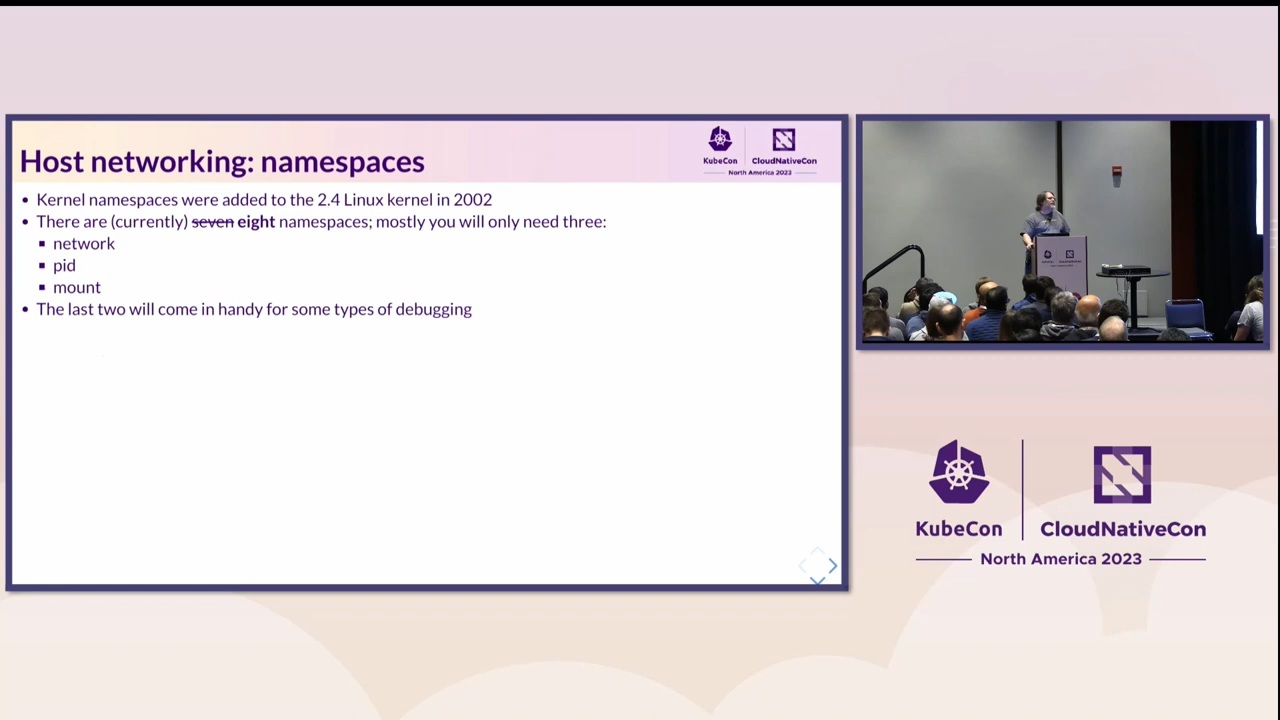 Host networking: namespaces
KubeCon
CloudNativeCon
North America 2023
• Kernel namespaces were added to the 2.4 Linux kernel in 2002
• There are (currently) seven eight namespaces; mostly you will only need three:
▪ network
▪ pid
▪ mount
• The last two will come in handy for some types of debugging
KubeCon
CloudNativeCon
North America 2023